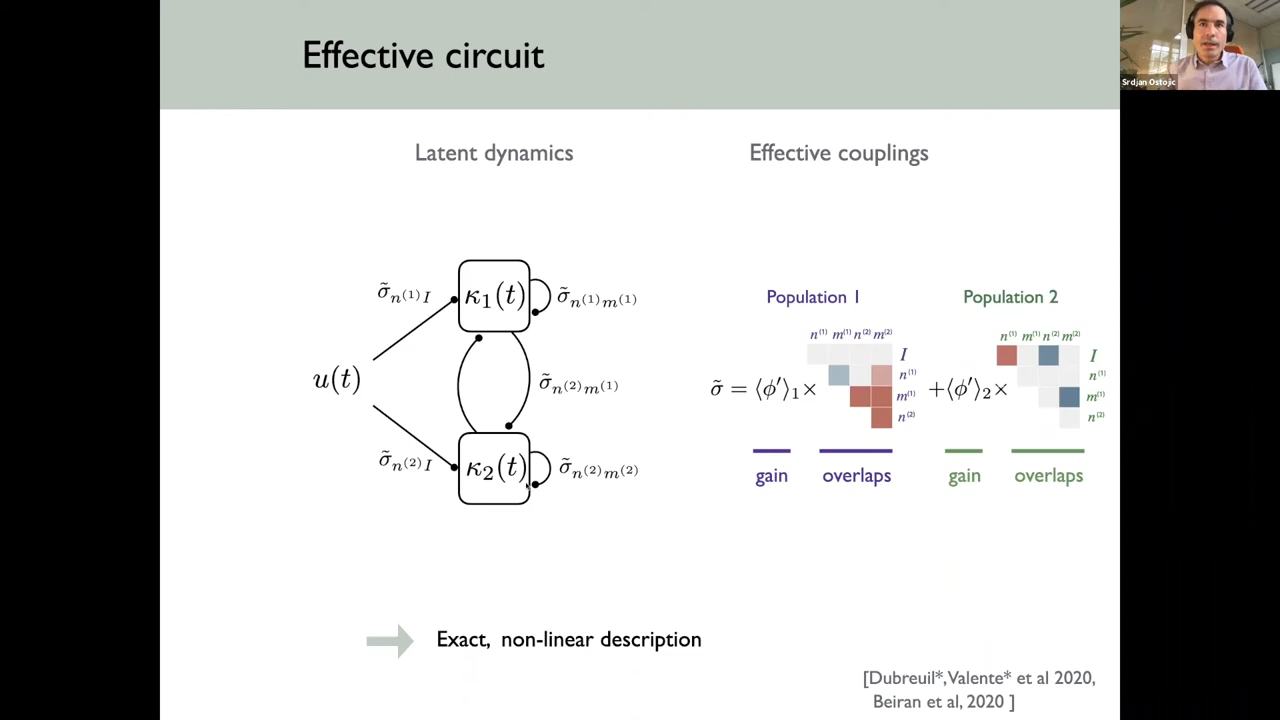 Effective circuit
Srdjan Ostojic
Latent dynamics
Effective couplings
σ̃ₙ₍₁₎I
κ₁(t)
σ̃n⁽¹⁾m⁽¹⁾
u(t)
σ̃n⁽²⁾m⁽¹⁾
σ̃n⁽²⁾I
κ₂(t)
σ̃n⁽²⁾m⁽²⁾
Population 1
n⁽¹⁾ m⁽¹⁾ n⁽²⁾ m⁽²⁾
I
n⁽¹⁾
m⁽¹⁾
n⁽²⁾
σ̃ = ⟨ϕ′⟩₁×
gain
overlaps
Population 2
n⁽¹⁾ m⁽¹⁾ n⁽²⁾ m⁽²⁾
I
n⁽¹⁾
m⁽¹⁾
n⁽²⁾
+⟨ϕ′⟩₂×
gain
overlaps
Exact, non-linear description
[Dubreuil*, Valente* et al 2020,
Beiran et al, 2020 ]